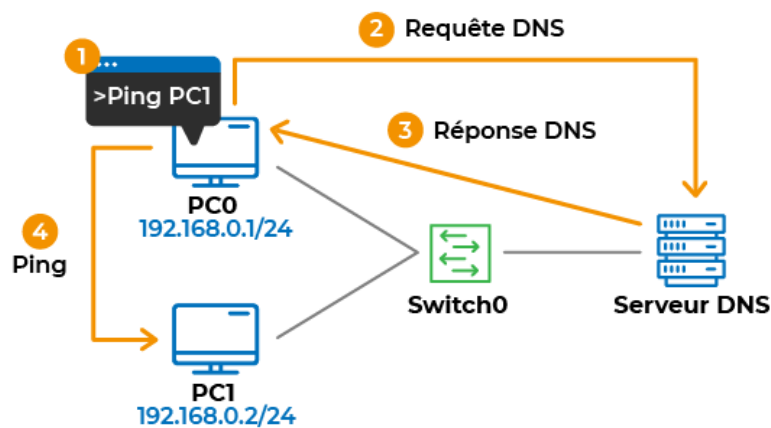 1
>Ping PC1
2 Requête DNS
3 Réponse DNS
PC0
192.168.0.1/24
4
Ping
Switch0
Serveur DNS
PC1
192.168.0.2/24